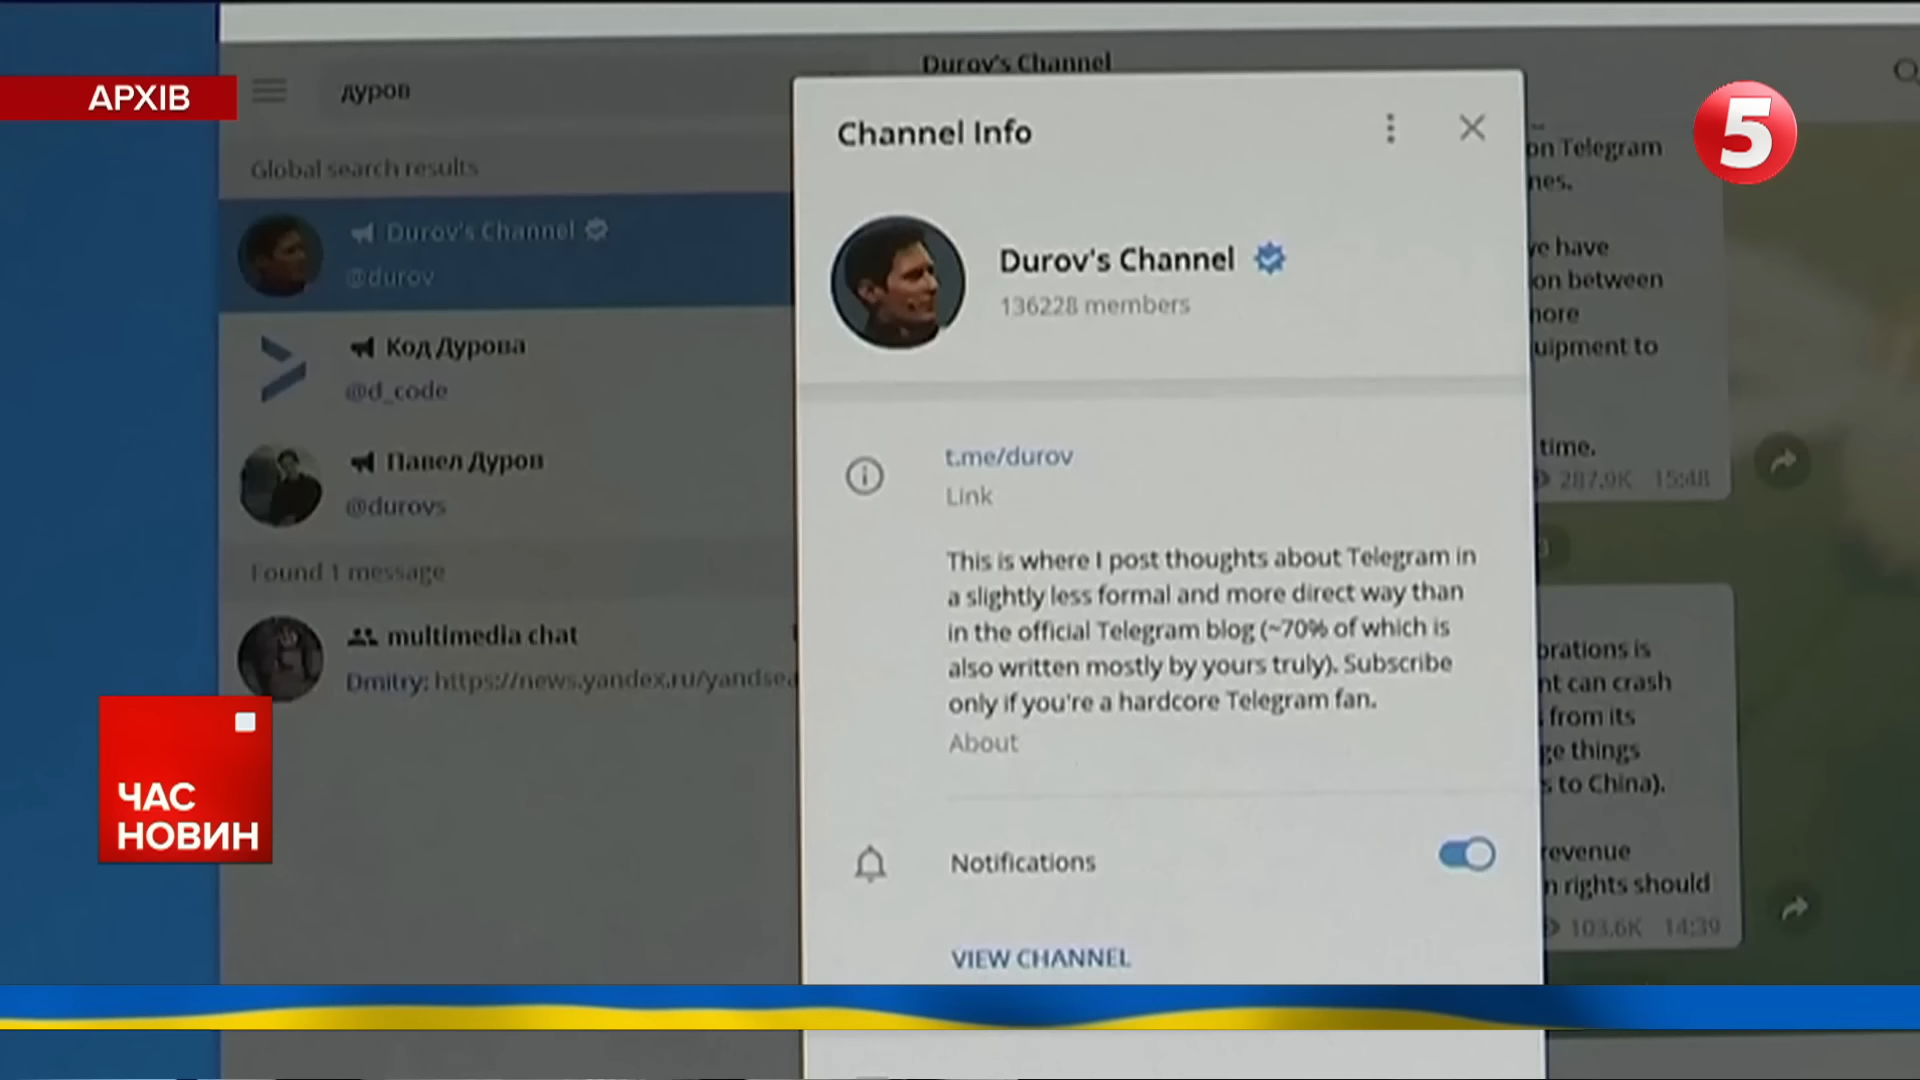 АРХІВ
дуров
Global search results
Durov's Channel
@durov
Код Дурова
@d_code
Павел Дуров
@durovs
Found 1 message
multimedia chat
Dmitry: https://news.yandex.ru/yandsea
ЧАС
НОВИН
Durov's Channel
Channel Info
Durov's Channel
136228 members
t.me/durov
Link
This is where I post thoughts about Telegram in
a slightly less formal and more direct way than
in the official Telegram blog (~70% of which is
also written mostly by yours truly). Subscribe
only if you're a hardcore Telegram fan.
About
Notifications
VIEW CHANNEL
5
on Telegram
nes.
ve have
on between
more
uipment to
time.
287.9K 15:48
orations is
nt can crash
from its
ge things
s to China).
revenue
n rights should
103.6K 14:39